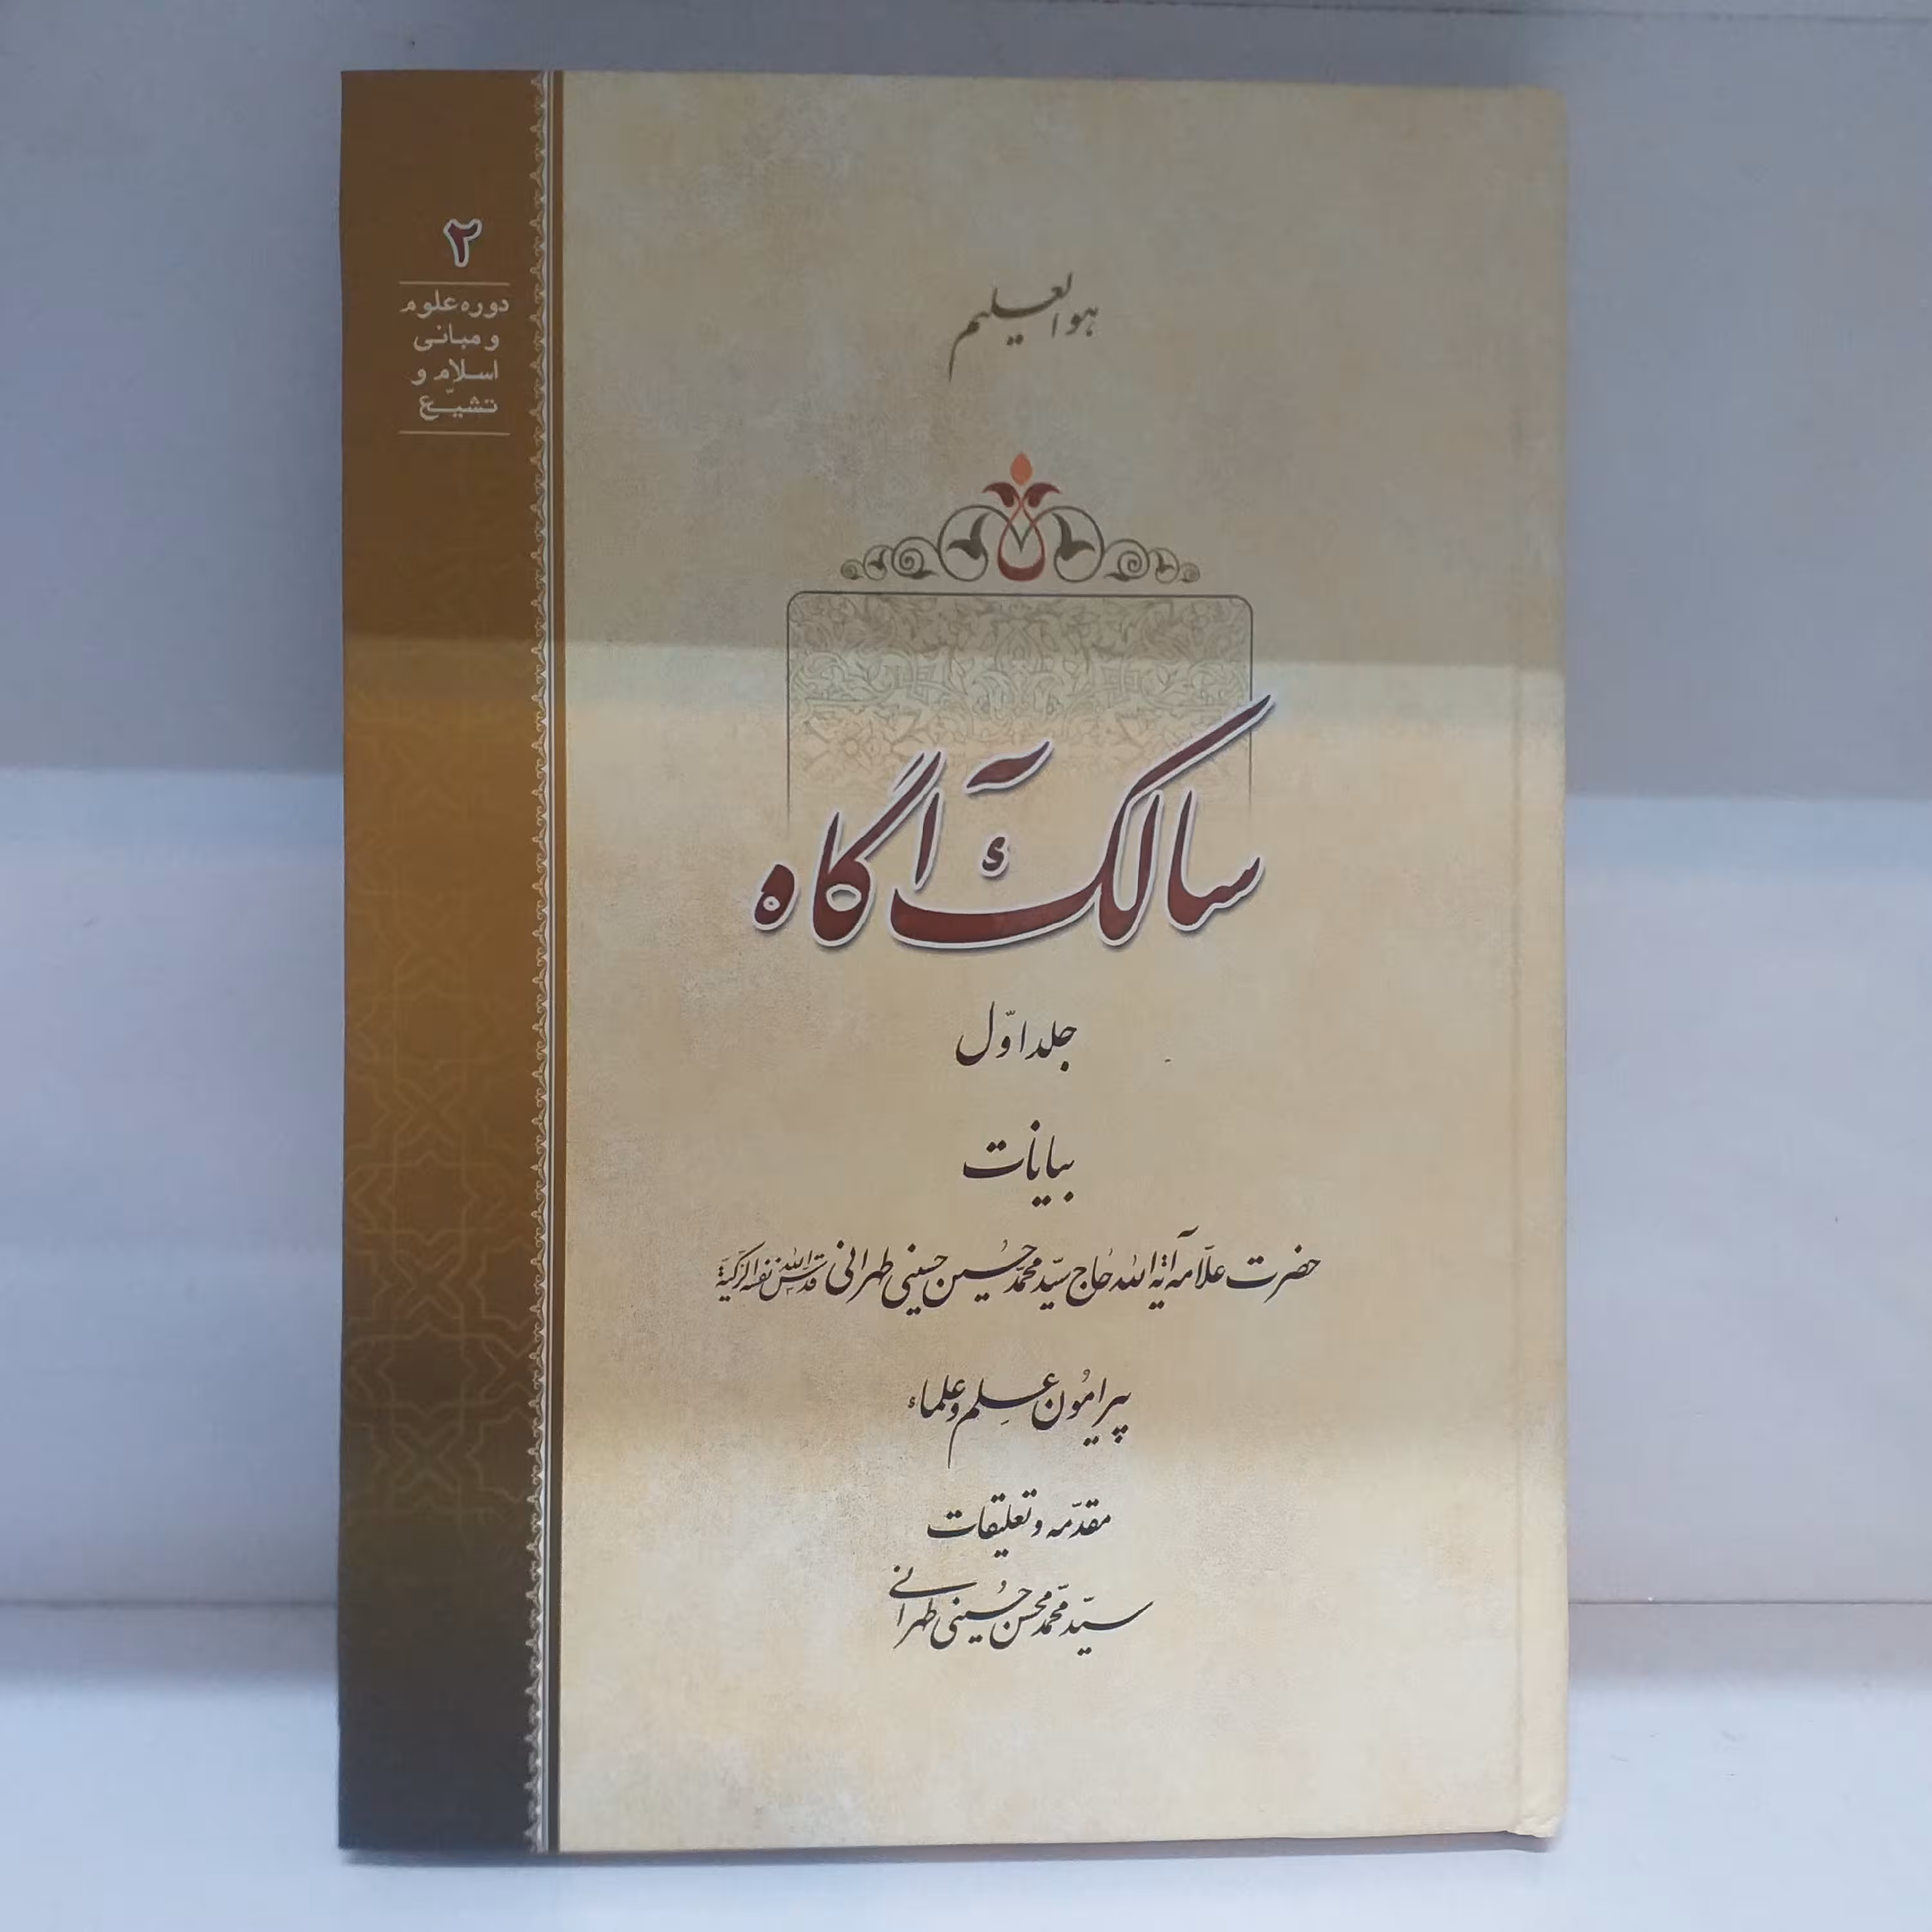 هو العلیم
سالک آگاه
جلد اوّل
بیانات
حضرت علّامه آیة الله حاج سیّد محمّد حسین حسینی طهرانی قدّس الله نفسه الزکیّة
پیرامون علم و علماء
مقدّمه و تعلیقات
سیّد محمّد محسن حسینی طهرانی
۲
دوره علوم
و مبانی
اسلام و
تشیّع